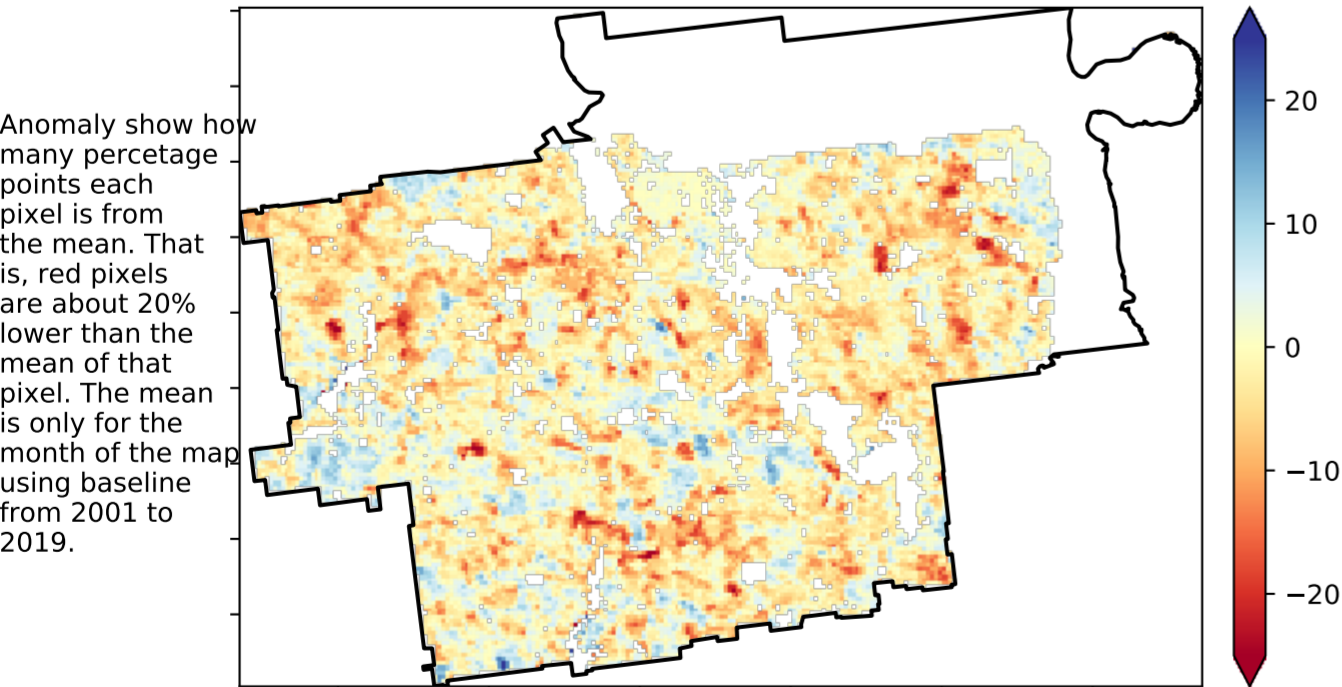 Anomaly show how
many percetage
points each
pixel is from
the mean. That
is, red pixels
are about 20%
lower than the
mean of that
pixel. The mean
is only for the
month of the map
using baseline
from 2001 to
2019.
20
10
0
−10
−20